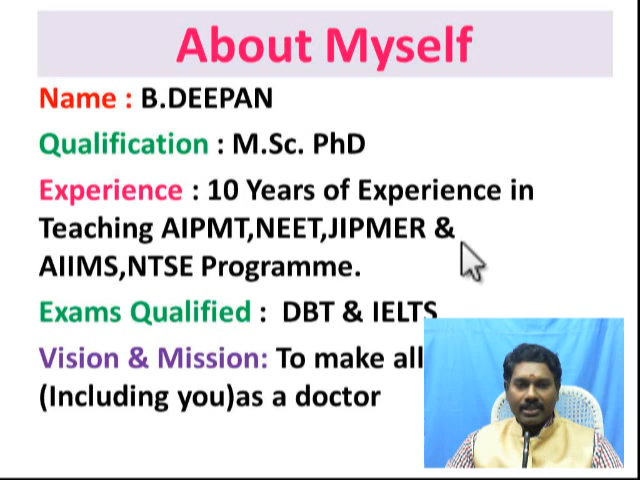 About Myself
Name : B.DEEPAN
Qualification : M.Sc. PhD
Experience : 10 Years of Experience in
Teaching AIPMT,NEET,JIPMER &
AIIMS,NTSE Programme.
Exams Qualified : DBT & IELTS
Vision & Mission: To make all
(Including you)as a doctor